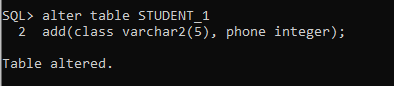 SQL> alter table STUDENT_1
2 add(class varchar2(5), phone integer);
Table altered.